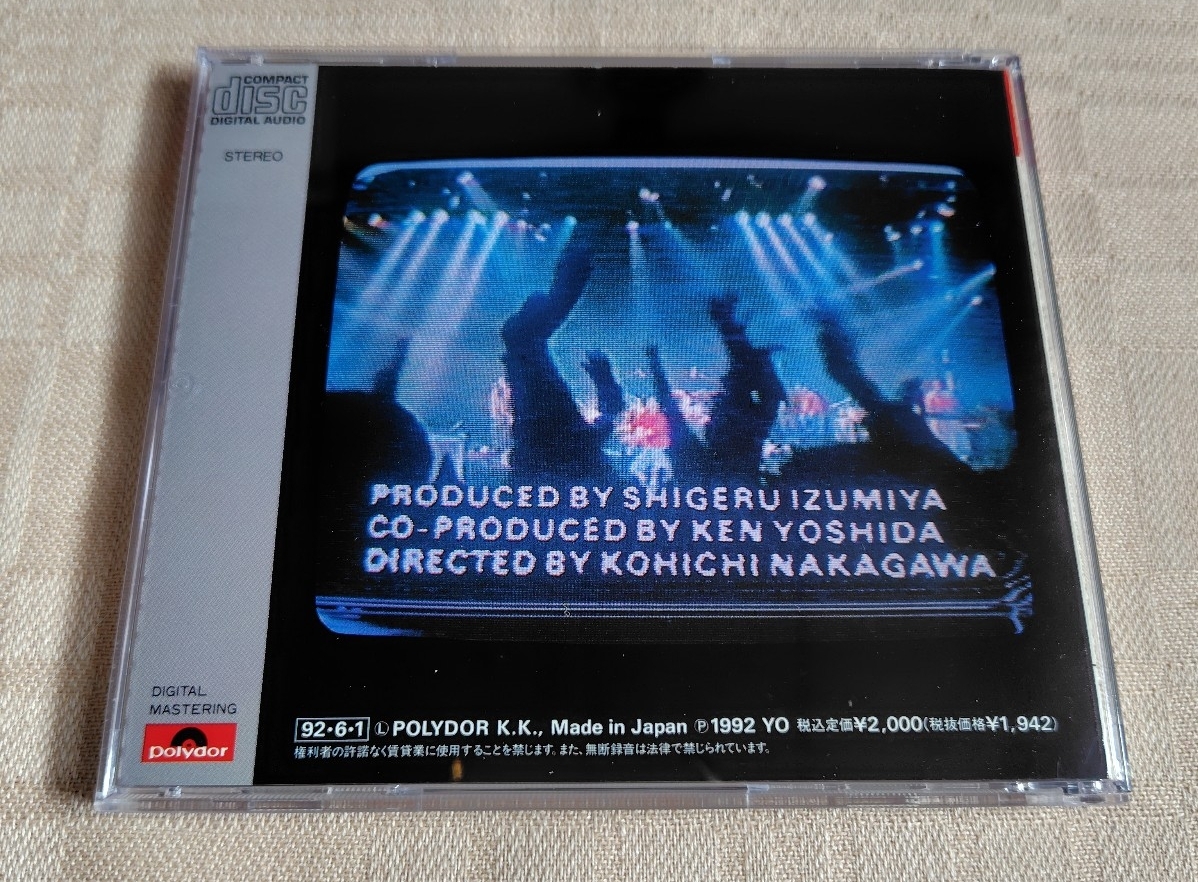 COMPACT
disc
DIGITAL AUDIO
STEREO
PRODUCED BY SHIGERU IZUMIYA
CO-PRODUCED BY KEN YOSHIDA
DIRECTED BY KOHICHI NAKAGAWA
DIGITAL
MASTERING
polydor
92・6・1 Ⓛ POLYDOR K.K., Made in Japan Ⓟ1992 YO 税込定価¥2,000(税抜価格¥1,942)
権利者の許諾なく賃貸業に使用することを禁じます。また、無断録音は法律で禁じられています。